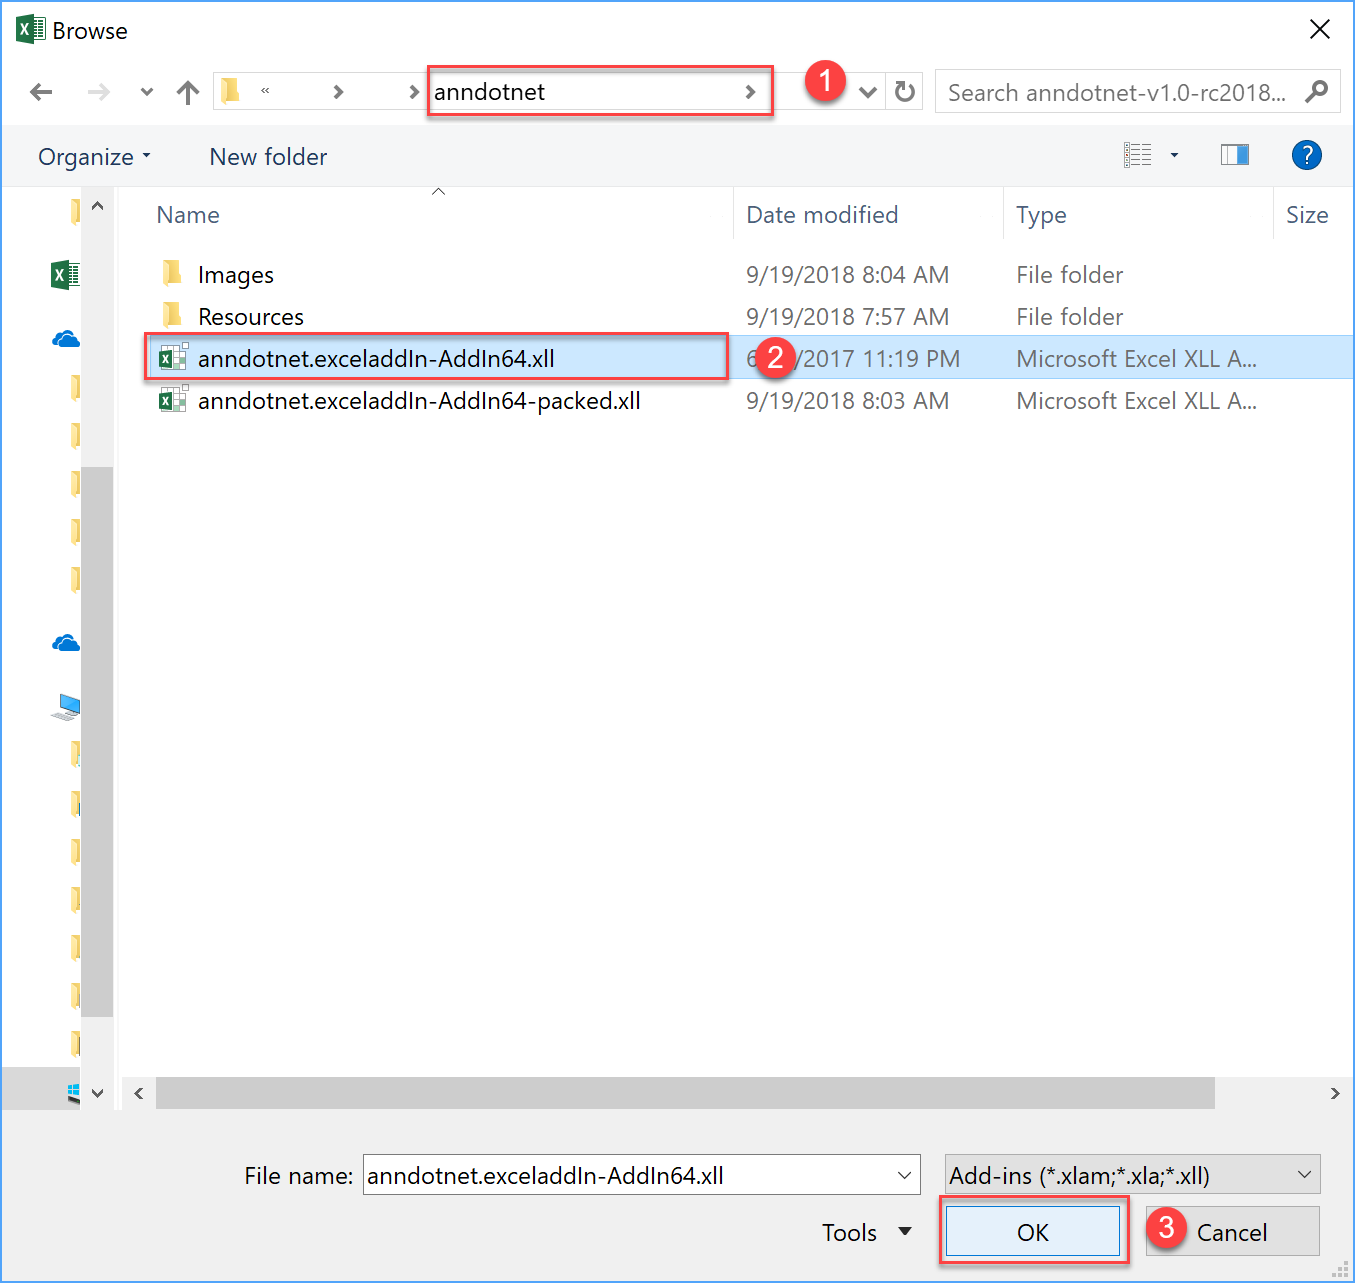 Browse
« anndotnet 1 Search anndotnet-v1.0-rc2018...
Organize New folder ?
Name Date modified Type Size
Images 9/19/2018 8:04 AM File folder
Resources 9/19/2018 7:57 AM File folder
anndotnet.exceladdIn-AddIn64.xll 2 6 2017 11:19 PM Microsoft Excel XLL A...
anndotnet.exceladdIn-AddIn64-packed.xll 9/19/2018 8:03 AM Microsoft Excel XLL A...
File name: anndotnet.exceladdIn-AddIn64.xll Add-ins (*.xlam;*.xla;*.xll)
Tools OK 3 Cancel